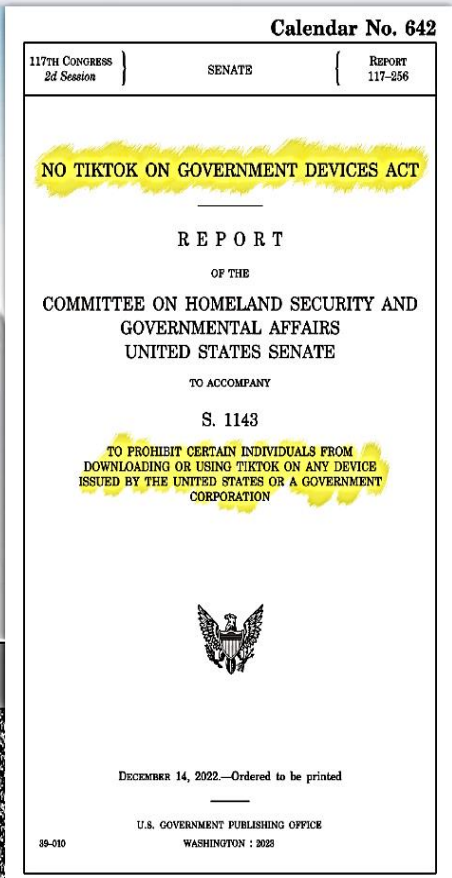 Calendar No. 642
117TH CONGRESS
2d Session
SENATE
REPORT
117–256
NO TIKTOK ON GOVERNMENT DEVICES ACT
REPORT
OF THE
COMMITTEE ON HOMELAND SECURITY AND
GOVERNMENTAL AFFAIRS
UNITED STATES SENATE
TO ACCOMPANY
S. 1143
TO PROHIBIT CERTAIN INDIVIDUALS FROM
DOWNLOADING OR USING TIKTOK ON ANY DEVICE
ISSUED BY THE UNITED STATES OR A GOVERNMENT
CORPORATION
DECEMBER 14, 2022.—Ordered to be printed
U.S. GOVERNMENT PUBLISHING OFFICE
39–010
WASHINGTON : 2023